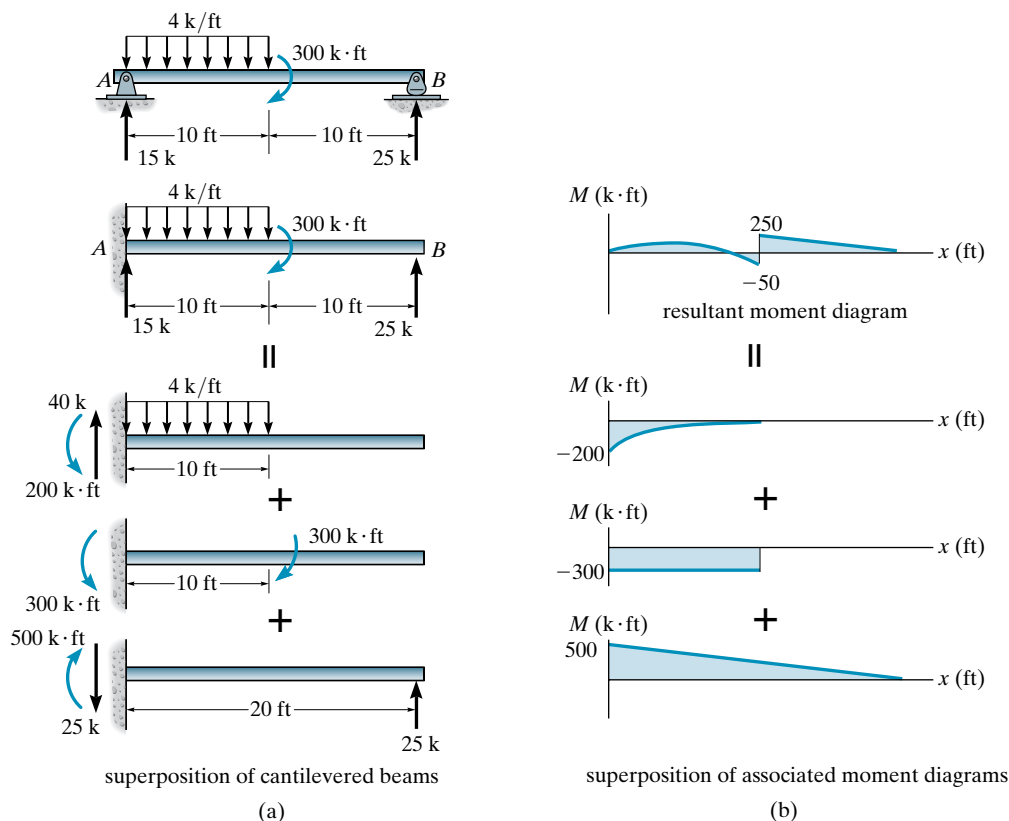 4 k/ft
300 k·ft
A
B
10 ft
10 ft
15 k
25 k
4 k/ft
300 k·ft
A
B
10 ft
10 ft
15 k
25 k
=
4 k/ft
40 k
10 ft
200 k·ft
+
300 k·ft
10 ft
300 k·ft
+
500 k·ft
20 ft
25 k
25 k
superposition of cantilevered beams
(a)
M (k·ft)
250
x (ft)
−50
resultant moment diagram
=
M (k·ft)
x (ft)
−200
+
M (k·ft)
x (ft)
−300
+
M (k·ft)
500
x (ft)
superposition of associated moment diagrams
(b)